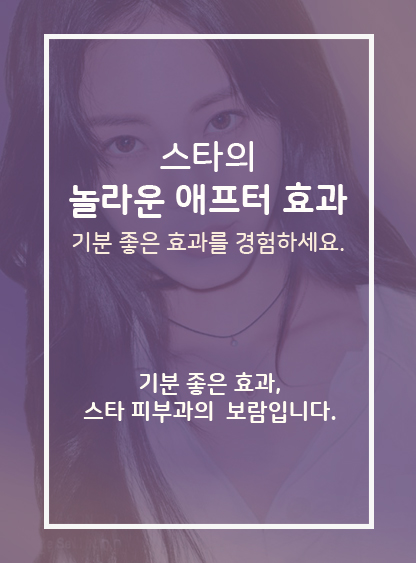 스타의
놀라운 애프터 효과
기분 좋은 효과를 경험하세요.
기분 좋은 효과,
스타 피부과의 보람입니다.